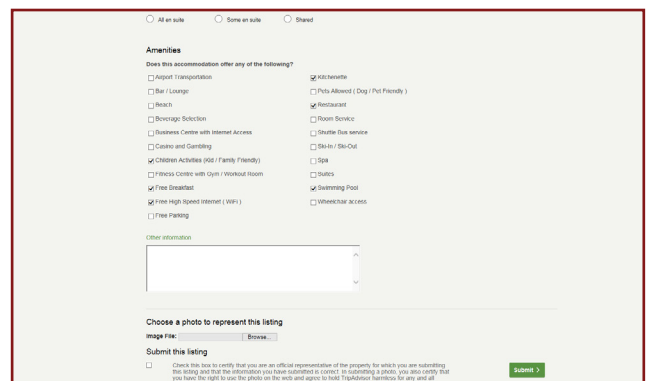 All en suite Some en suite Shared
Amenities
Does this accommodation offer any of the following?
Airport Transportation
Bar / Lounge
Beach
Beverage Selection
Business Centre with Internet Access
Casino and Gambling
Children Activities (Kid / Family Friendly)
Fitness Centre with Gym / Workout Room
Free Breakfast
Free High Speed Internet ( WiFi )
Free Parking
Kitchenette
Pets Allowed ( Dog / Pet Friendly )
Restaurant
Room Service
Shuttle Bus service
Ski-In / Ski-Out
Spa
Suites
Swimming Pool
Wheelchair access
Other information
Choose a photo to represent this listing
Image File: Browse...
Submit this listing
Check this box to certify that you are an official representative of the property for which you are submitting
this listing and that the information you have submitted is correct. In submitting a photo, you also certify that
you have the right to use the photo on the web and agree to hold TripAdvisor harmless for any and all
Submit >